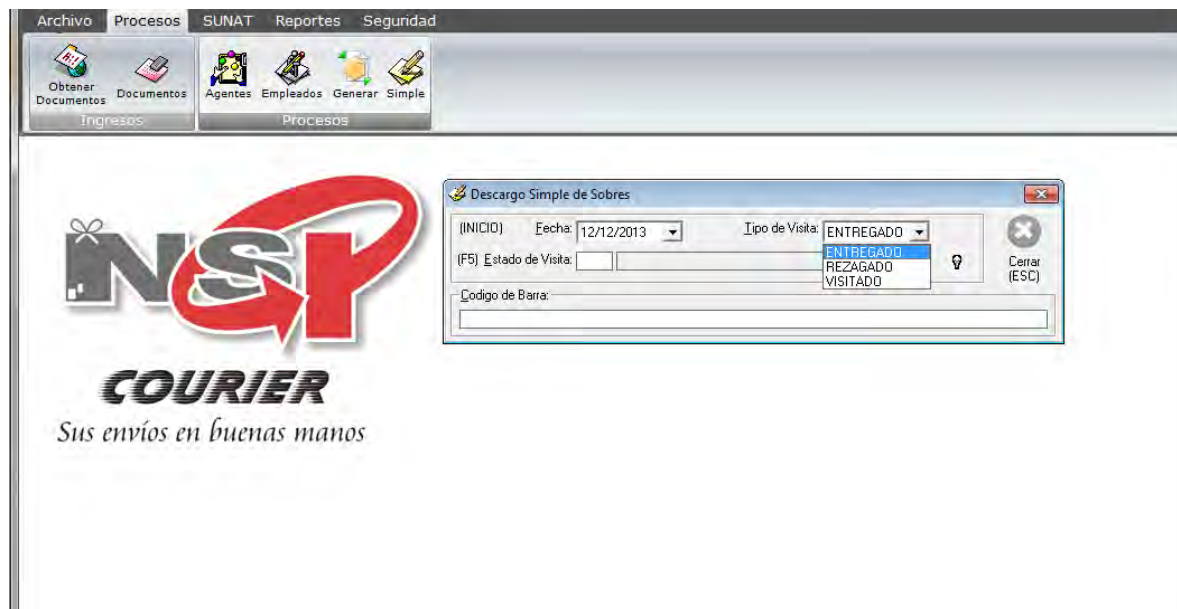 Archivo Procesos SUNAT Reportes Seguridad
Obtener Documentos Documentos Agentes Empleados Generar Simple
Ingresos Procesos
Descargo Simple de Sobres
(INICIO) Fecha: 12/12/2013 Tipo de Visita: ENTREGADO
ENTREGADO
REZAGADO
VISITADO
(F5) Estado de Visita:
Cerrar
(ESC)
Codigo de Barra:
NSP
COURIER
Sus envíos en buenas manos